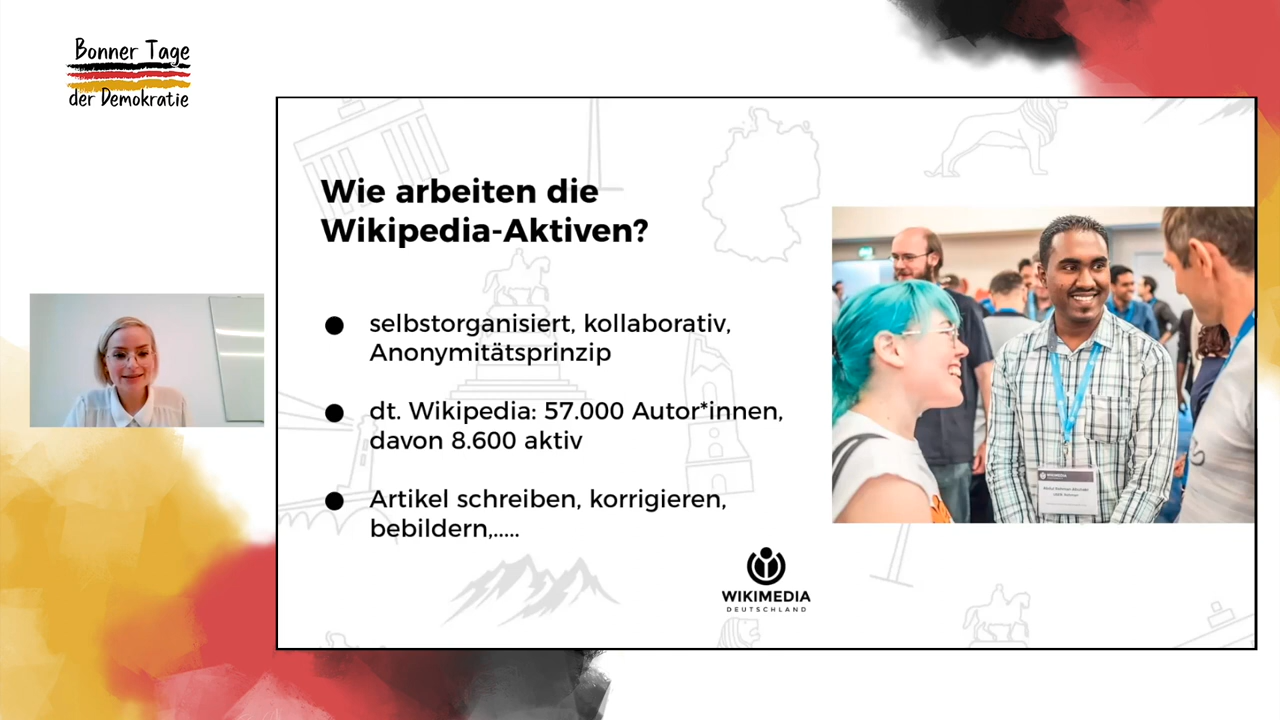 Bonner Tage
der Demokratie
Wie arbeiten die
Wikipedia-Aktiven?
● selbstorganisiert, kollaborativ,
Anonymitätsprinzip
● dt. Wikipedia: 57.000 Autor*innen,
davon 8.600 aktiv
● Artikel schreiben, korrigieren,
bebildern,.....
WIKIMEDIA
DEUTSCHLAND